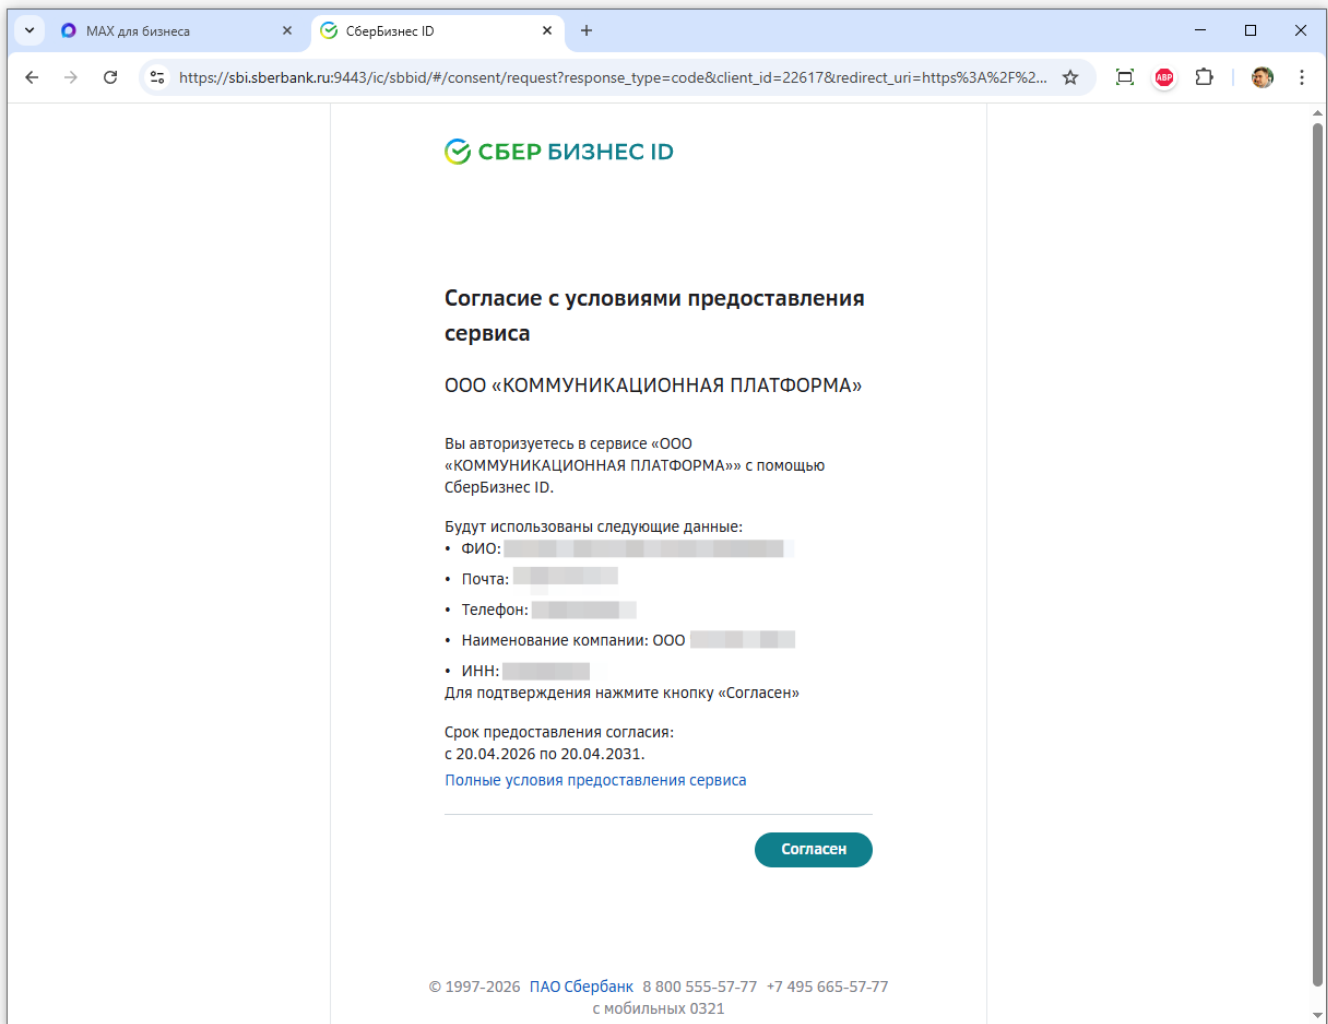 MAX для бизнеса
СберБизнес ID
https://sbi.sberbank.ru:9443/ic/sbbid/#/consent/request?response_type=code&client_id=22617&redirect_uri=https%3A%2F%2...
ABP
СБЕР БИЗНЕС ID
Согласие с условиями предоставления
сервиса
ООО «КОММУНИКАЦИОННАЯ ПЛАТФОРМА»
Вы авторизуетесь в сервисе «ООО
«КОММУНИКАЦИОННАЯ ПЛАТФОРМА»» с помощью
СберБизнес ID.
Будут использованы следующие данные:
• ФИО:
• Почта:
• Телефон:
• Наименование компании: ООО
• ИНН:
Для подтверждения нажмите кнопку «Согласен»
Срок предоставления согласия:
с 20.04.2026 по 20.04.2031.
Полные условия предоставления сервиса
Согласен
© 1997-2026 ПАО Сбербанк 8 800 555-57-77 +7 495 665-57-77
с мобильных 0321